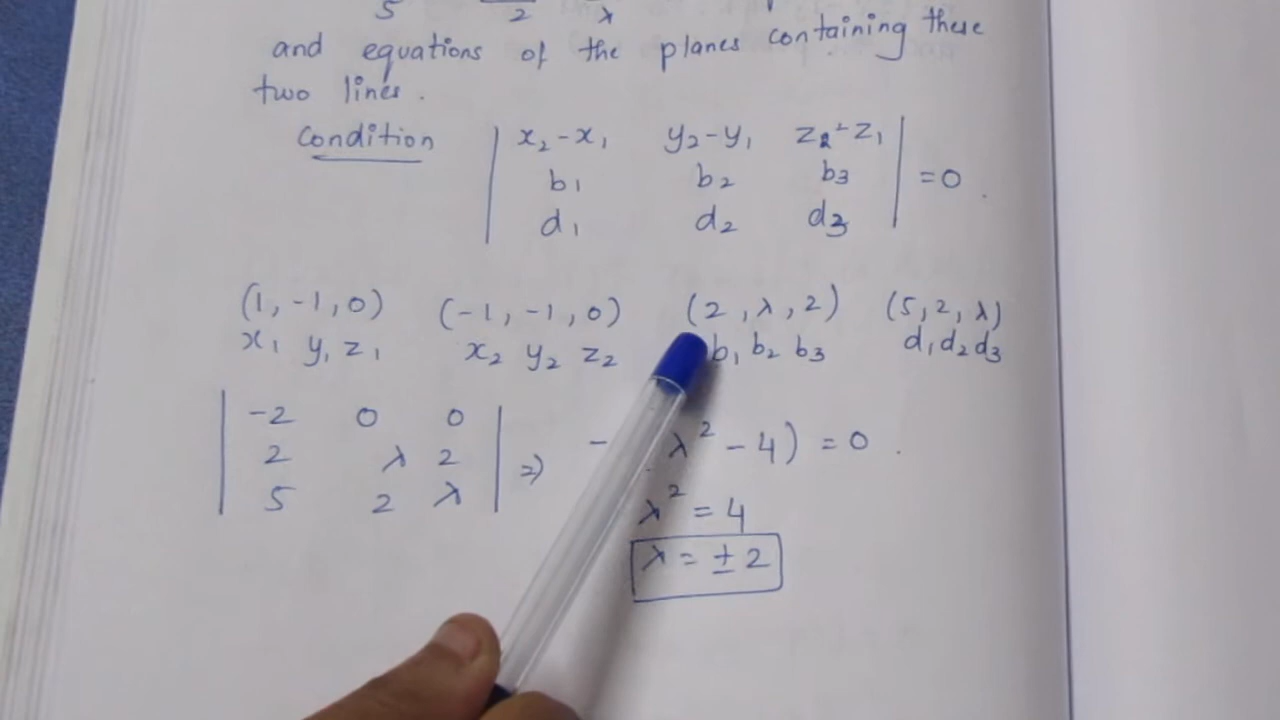 5 2 λ
and equations of the planes containing these
two lines.
Condition | x₂-x₁ y₂-y₁ z₂-z₁ |
| b₁ b₂ b₃ | =0.
| d₁ d₂ d₃ |
(1,-1,0) (-1,-1,0) (2,λ,2) (5,2,λ)
x₁ y₁ z₁ x₂ y₂ z₂ b₁ b₂ b₃ d₁ d₂ d₃
| -2 0 0 |
| 2 λ 2 | ⇒ - λ² - 4) = 0.
| 5 2 λ |
λ² = 4
λ = ± 2